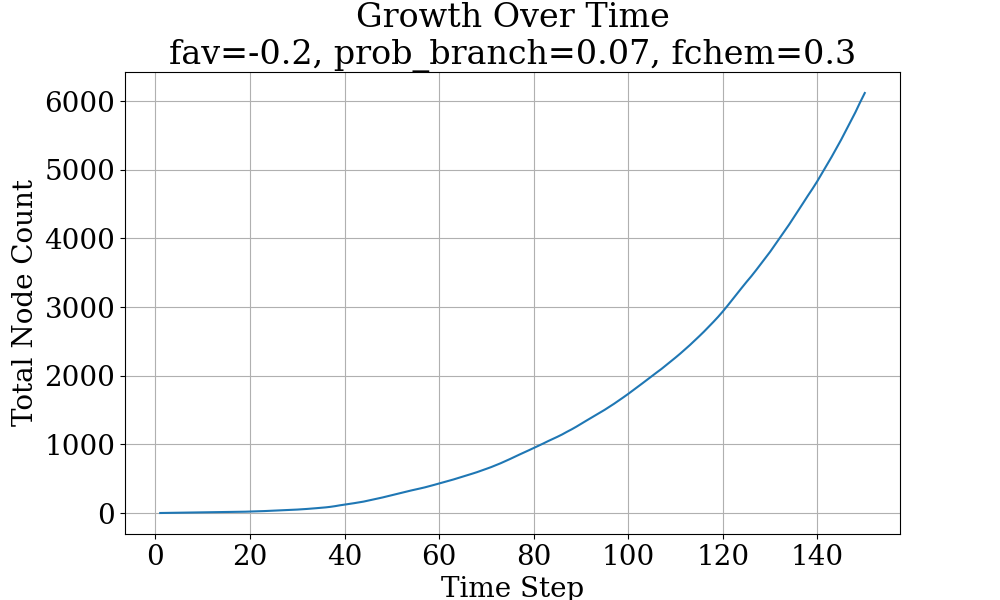 Growth Over Time
fav=-0.2, prob_branch=0.07, fchem=0.3
6000
5000
4000
3000
2000
1000
0
Total Node Count
0 20 40 60 80 100 120 140
Time Step